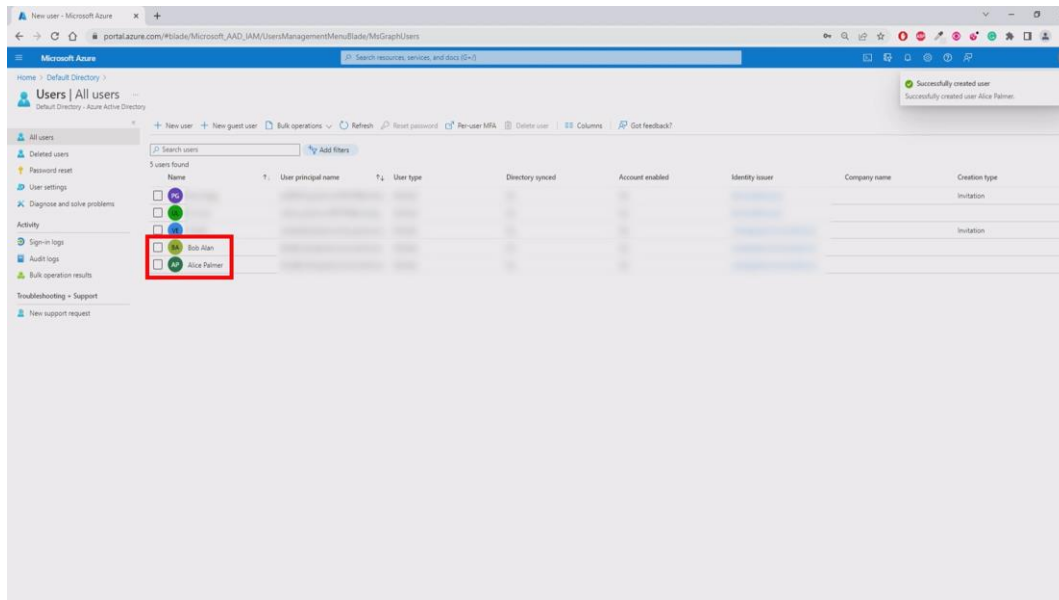 New user - Microsoft Azure
portal.azure.com/#blade/Microsoft_AAD_IAM/UsersManagementMenuBlade/MsGraphUsers
Microsoft Azure
Search resources, services, and docs (G+/)
Home > Default Directory >
Users | All users ...
Default Directory - Azure Active Directory
Successfully created user
Successfully created user Alice Palmer.
+ New user + New guest user Bulk operations Refresh Reset password Per-user MFA Delete user Columns Got feedback?
All users
Deleted users
Password reset
User settings
Diagnose and solve problems
Activity
Sign-in logs
Audit logs
Bulk operation results
Troubleshooting + Support
New support request
Search users
Add filters
5 users found
Name User principal name User type Directory synced Account enabled Identity issuer Company name Creation type
PG Invitation
VE Invitation
BA Bob Alan
AP Alice Palmer